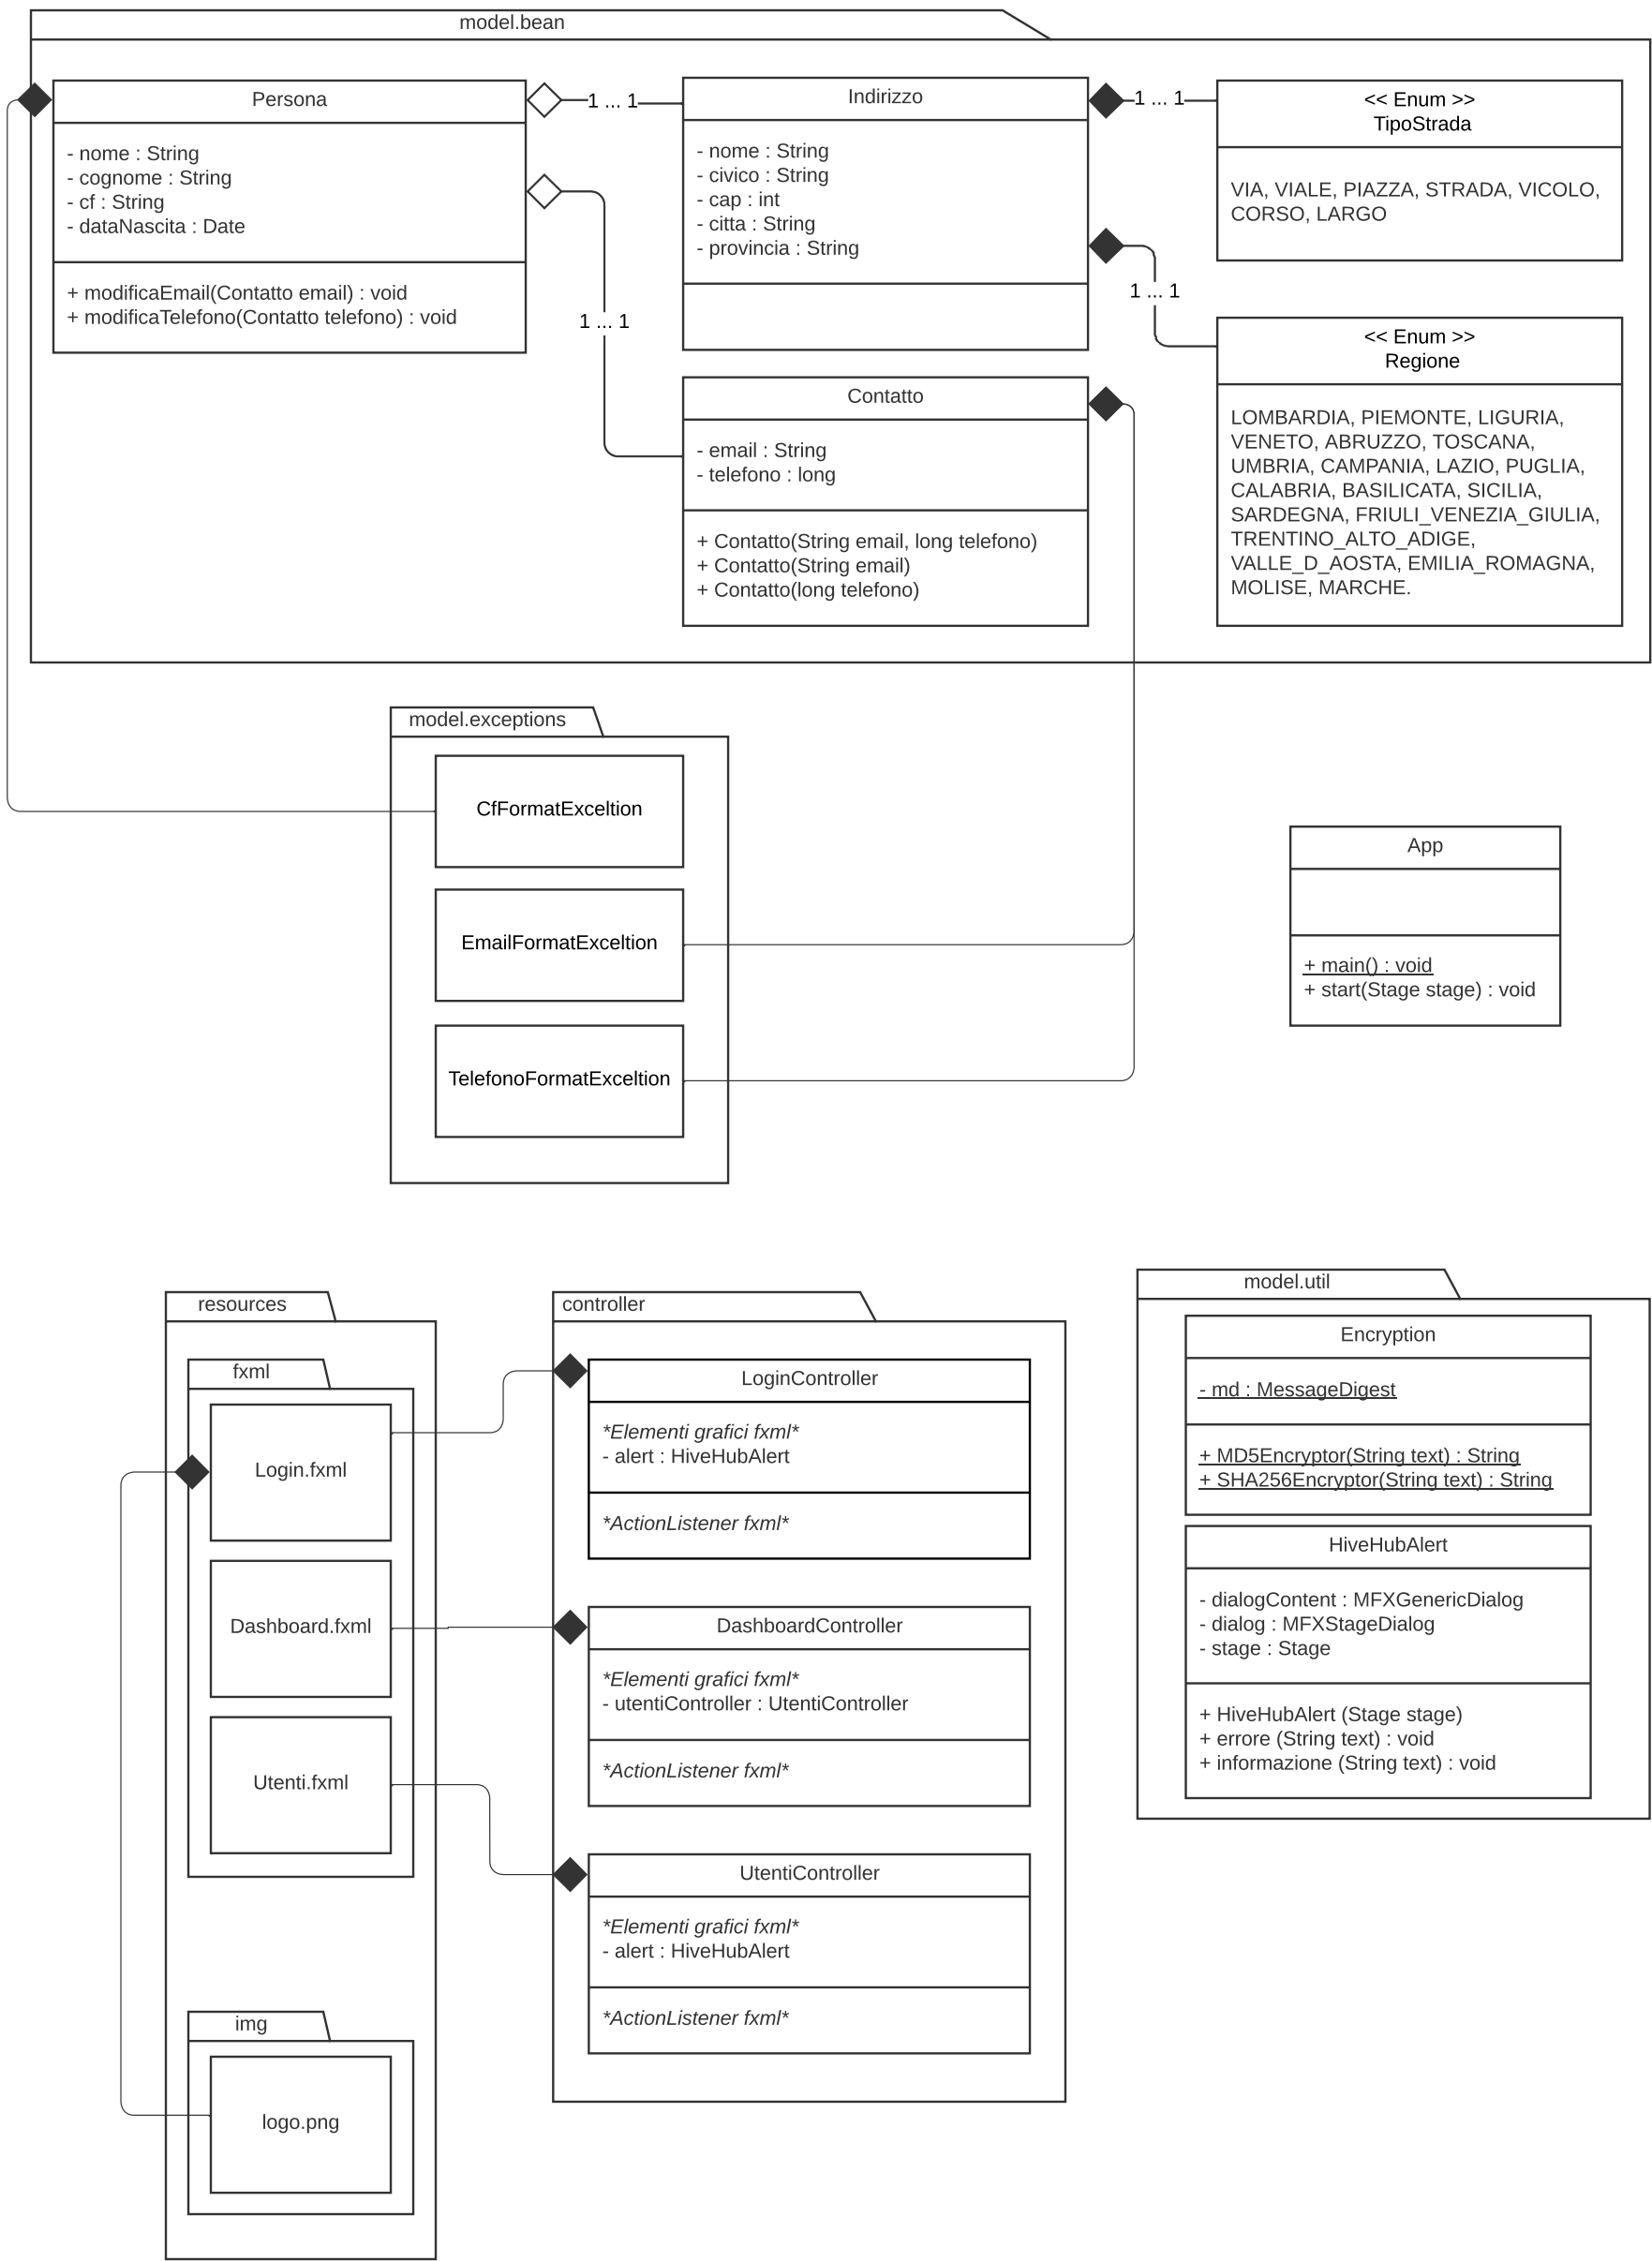 model.bean
Persona
- nome : String
- cognome : String
- cf : String
- dataNascita : Date
+ modificaEmail(Contatto email) : void
+ modificaTelefono(Contatto telefono) : void
1 ... 1
1 ... 1
Indirizzo
- nome : String
- civico : String
- cap : int
- citta : String
- provincia : String
Contatto
- email : String
- telefono : long
+ Contatto(String email, long telefono)
+ Contatto(String email)
+ Contatto(long telefono)
1 ... 1
1 ... 1
<< Enum >>
TipoStrada
VIA, VIALE, PIAZZA, STRADA, VICOLO,
CORSO, LARGO
<< Enum >>
Regione
LOMBARDIA, PIEMONTE, LIGURIA,
VENETO, ABRUZZO, TOSCANA,
UMBRIA, CAMPANIA, LAZIO, PUGLIA,
CALABRIA, BASILICATA, SICILIA,
SARDEGNA, FRIULI_VENEZIA_GIULIA,
TRENTINO_ALTO_ADIGE,
VALLE_D_AOSTA, EMILIA_ROMAGNA,
MOLISE, MARCHE.
model.exceptions
CfFormatExceltion
EmailFormatExceltion
TelefonoFormatExceltion
App
+ main() : void
+ start(Stage stage) : void
resources
fxml
Login.fxml
Dashboard.fxml
Utenti.fxml
img
logo.png
controller
LoginController
*Elementi grafici fxml*
- alert : HiveHubAlert
*ActionListener fxml*
DashboardController
*Elementi grafici fxml*
- utentiController : UtentiController
*ActionListener fxml*
UtentiController
*Elementi grafici fxml*
- alert : HiveHubAlert
*ActionListener fxml*
model.util
Encryption
- md : MessageDigest
+ MD5Encryptor(String text) : String
+ SHA256Encryptor(String text) : String
HiveHubAlert
- dialogContent : MFXGenericDialog
- dialog : MFXStageDialog
- stage : Stage
+ HiveHubAlert (Stage stage)
+ errore (String text) : void
+ informazione (String text) : void